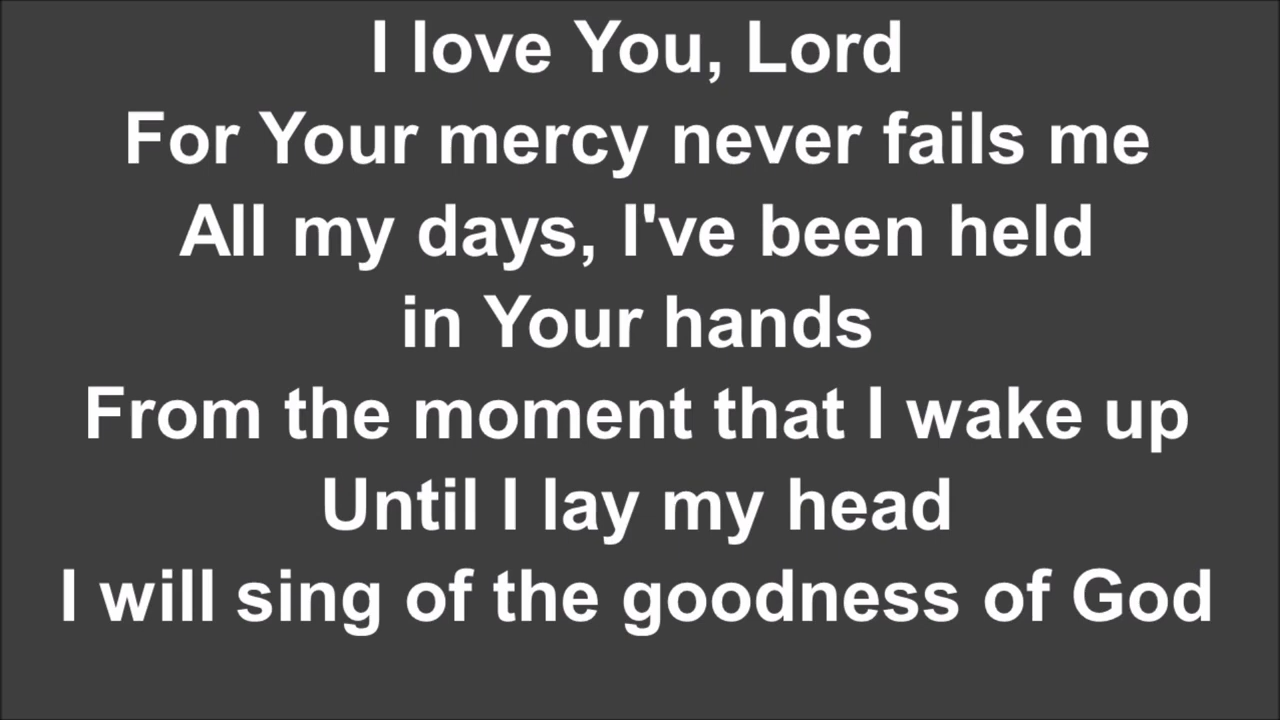 I love You, Lord
For Your mercy never fails me
All my days, I've been held
in Your hands
From the moment that I wake up
Until I lay my head
I will sing of the goodness of God